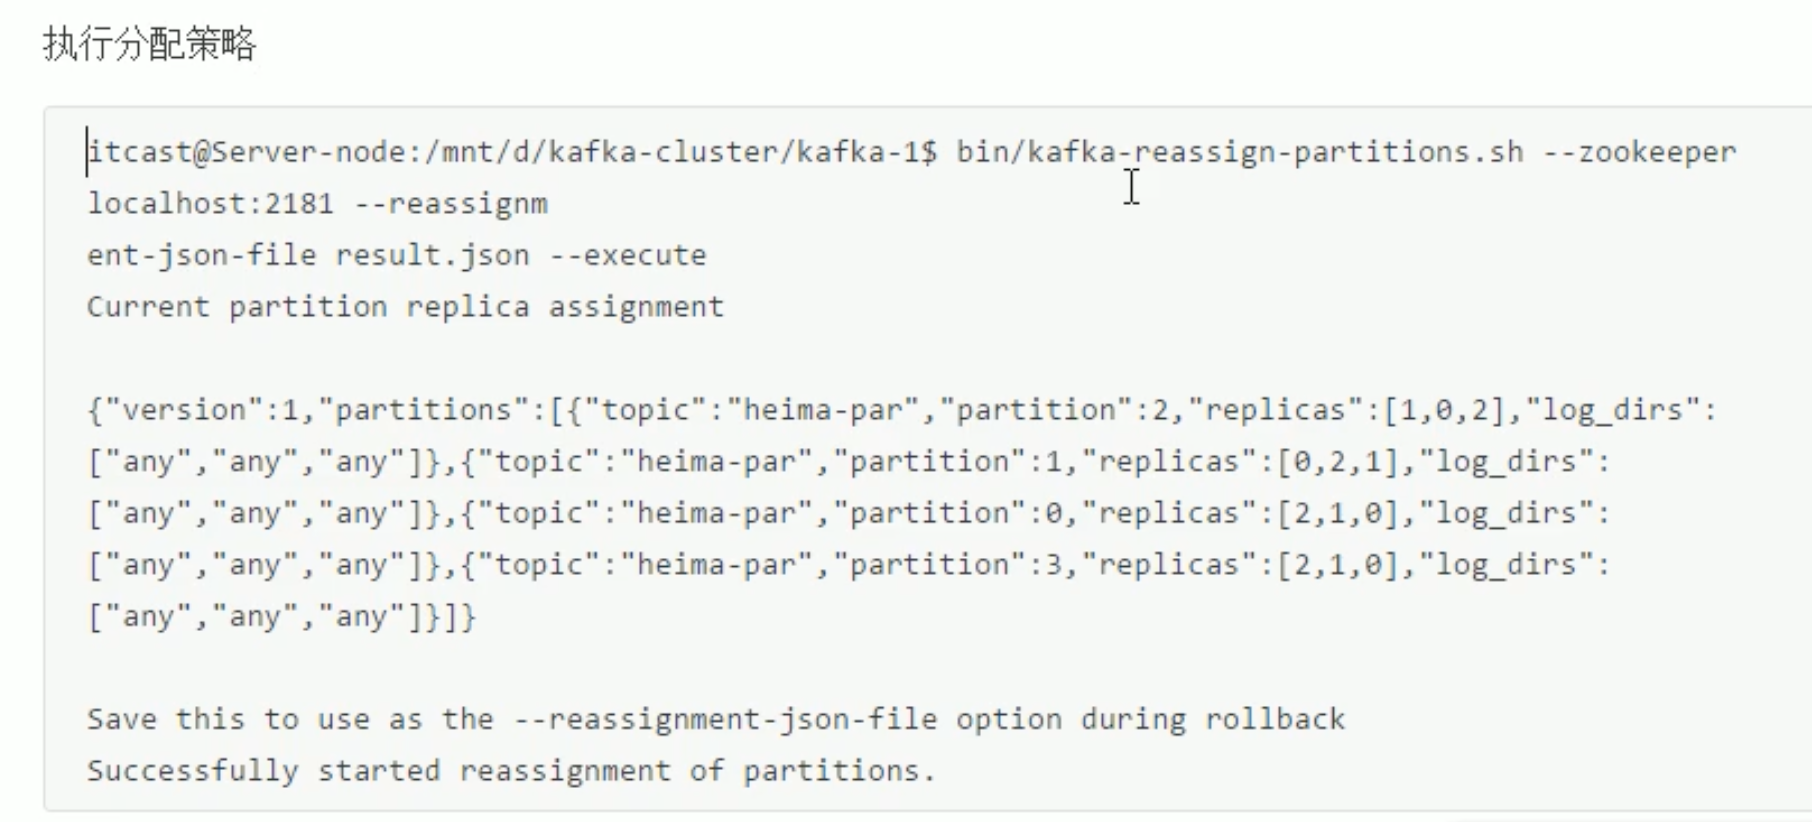 执行分配策略
itcast@Server-node:/mnt/d/kafka-cluster/kafka-1$ bin/kafka-reassign-partitions.sh --zookeeper
localhost:2181 --reassignm
ent-json-file result.json --execute
Current partition replica assignment
{"version":1,"partitions":[{"topic":"heima-par","partition":2,"replicas":[1,0,2],"log_dirs":
["any","any","any"]},{"topic":"heima-par","partition":1,"replicas":[0,2,1],"log_dirs":
["any","any","any"]},{"topic":"heima-par","partition":0,"replicas":[2,1,0],"log_dirs":
["any","any","any"]},{"topic":"heima-par","partition":3,"replicas":[2,1,0],"log_dirs":
["any","any","any"]}]}
Save this to use as the --reassignment-json-file option during rollback
Successfully started reassignment of partitions.